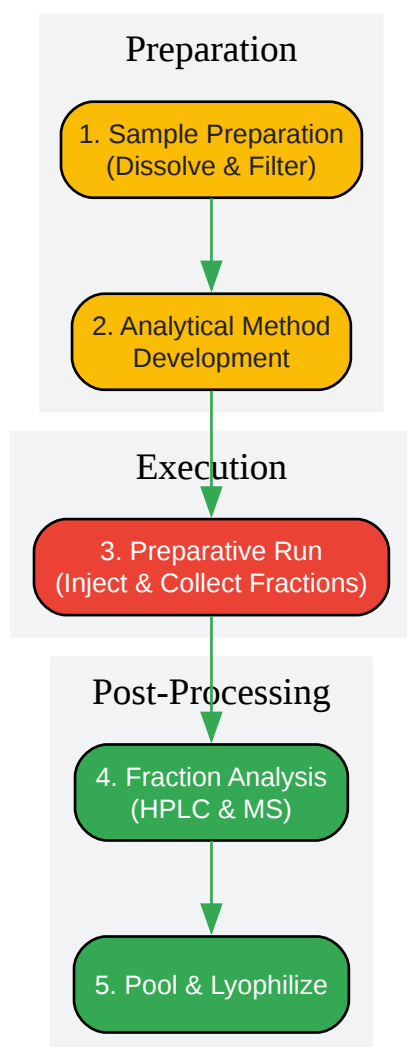 Preparation
1. Sample Preparation
(Dissolve & Filter)
2. Analytical Method
Development
Execution
3. Preparative Run
(Inject & Collect Fractions)
Post-Processing
4. Fraction Analysis
(HPLC & MS)
5. Pool & Lyophilize